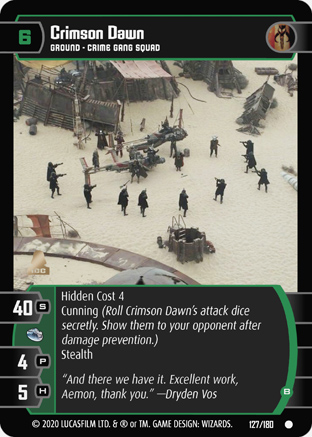 6 Crimson Dawn
GROUND - CRIME GANG SQUAD
40 S
4 P
5 H
Hidden Cost 4
Cunning (Roll Crimson Dawn's attack dice
secretly. Show them to your opponent after
damage prevention.)
Stealth
"And there we have it. Excellent work,
Aemon, thank you." —Dryden Vos
B
© 2020 LUCASFILM LTD. & ® or TM. GAME DESIGN: WIZARDS. 127/180